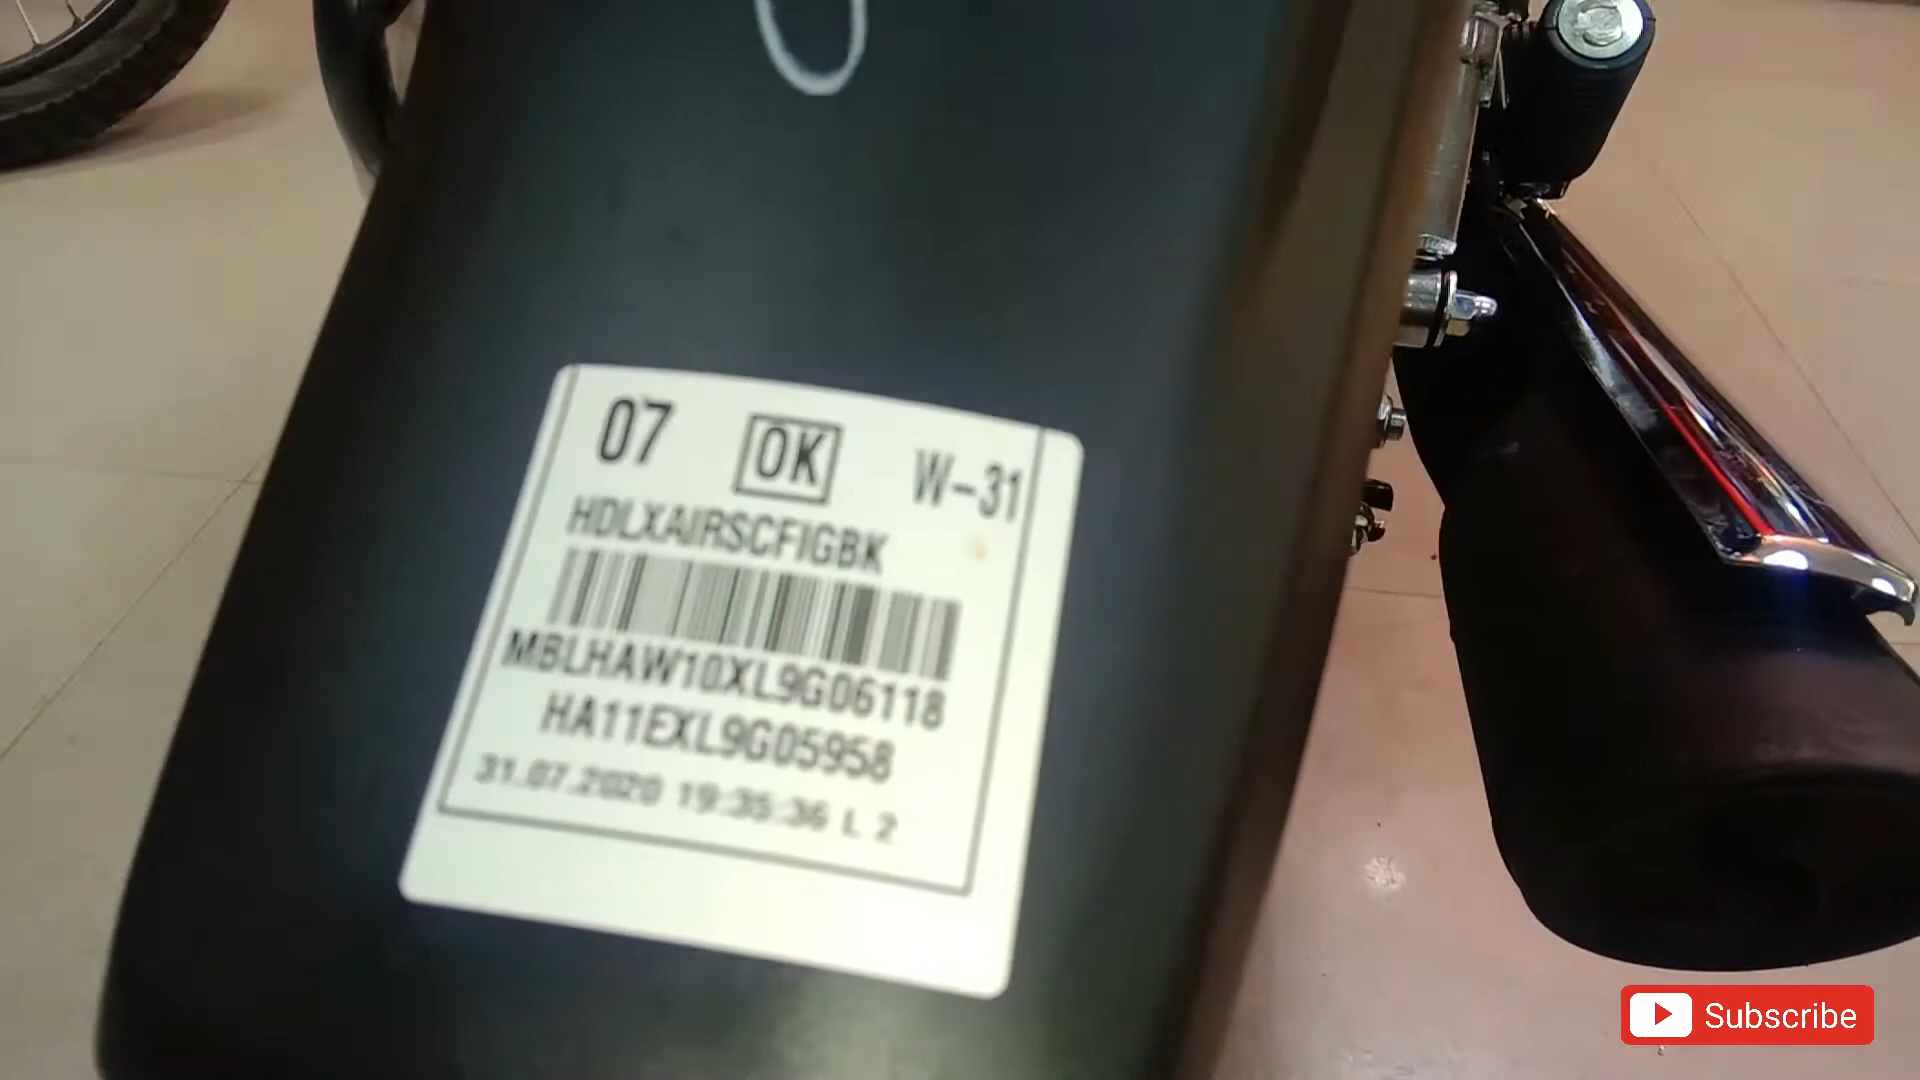 07 OK W-31
HDLXAIRSCFIGBK
MBLHAW10XL9G06118
HA11EXL9G05958
31.07.2020 19:35:36 L 2
Subscribe